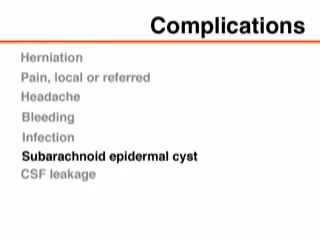 Complications
Herniation
Pain, local or referred
Headache
Bleeding
Infection
Subarachnoid epidermal cyst
CSF leakage